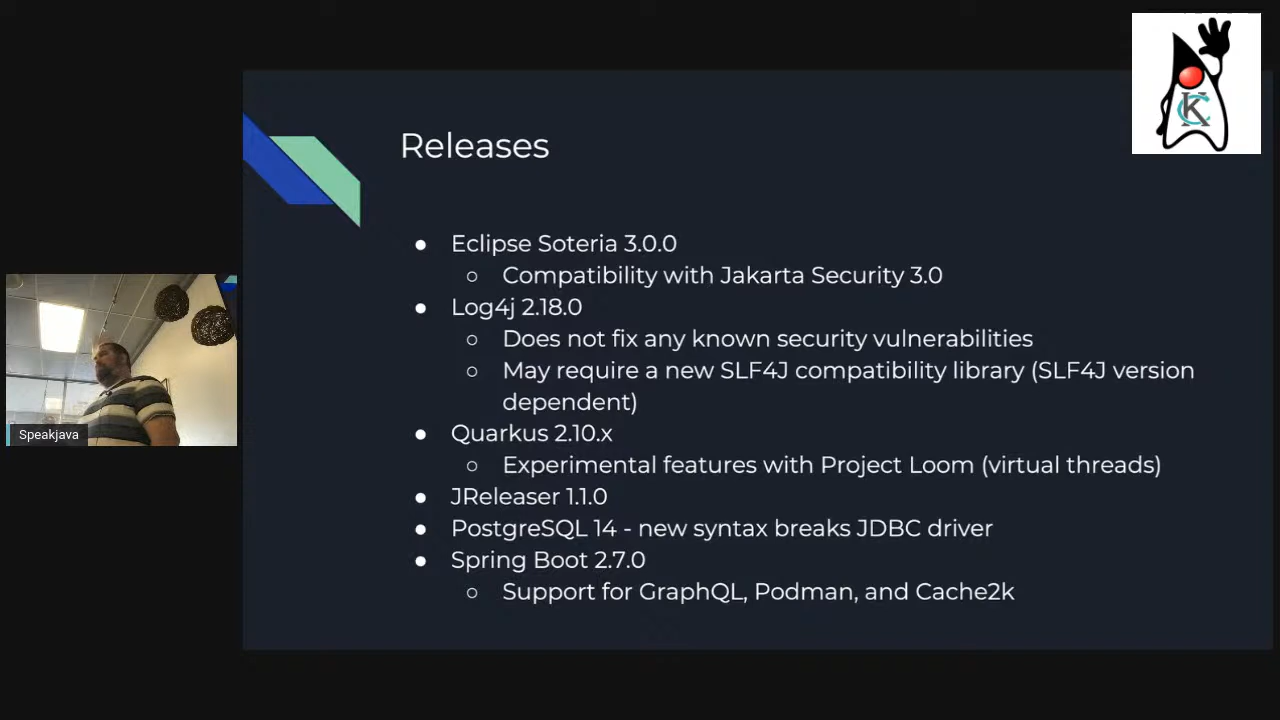 Releases
● Eclipse Soteria 3.0.0
○ Compatibility with Jakarta Security 3.0
● Log4j 2.18.0
○ Does not fix any known security vulnerabilities
○ May require a new SLF4J compatibility library (SLF4J version
dependent)
● Quarkus 2.10.x
○ Experimental features with Project Loom (virtual threads)
● JReleaser 1.1.0
● PostgreSQL 14 - new syntax breaks JDBC driver
● Spring Boot 2.7.0
○ Support for GraphQL, Podman, and Cache2k
Speakjava
KC